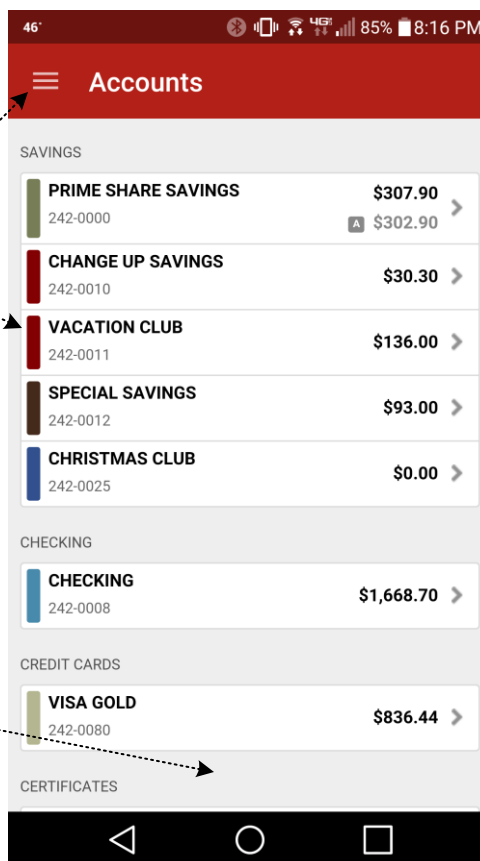 46° 4G 85% 8:16 PM
Accounts
SAVINGS
PRIME SHARE SAVINGS $307.90
242-0000 A $302.90
CHANGE UP SAVINGS
242-0010 $30.30
VACATION CLUB
242-0011 $136.00
SPECIAL SAVINGS
242-0012 $93.00
CHRISTMAS CLUB
242-0025 $0.00
CHECKING
CHECKING
242-0008 $1,668.70
CREDIT CARDS
VISA GOLD
242-0080 $836.44
CERTIFICATES